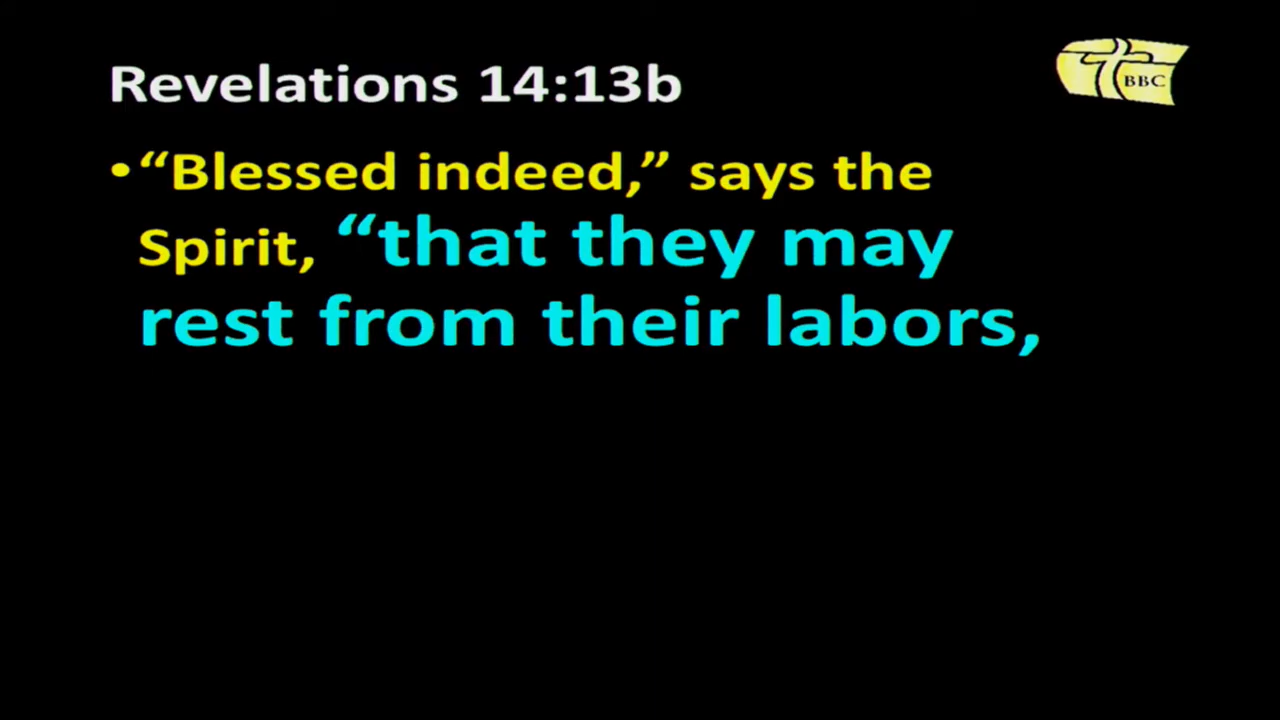 Revelations 14:13b
BBC
•“Blessed indeed,” says the
Spirit, “that they may
rest from their labors,